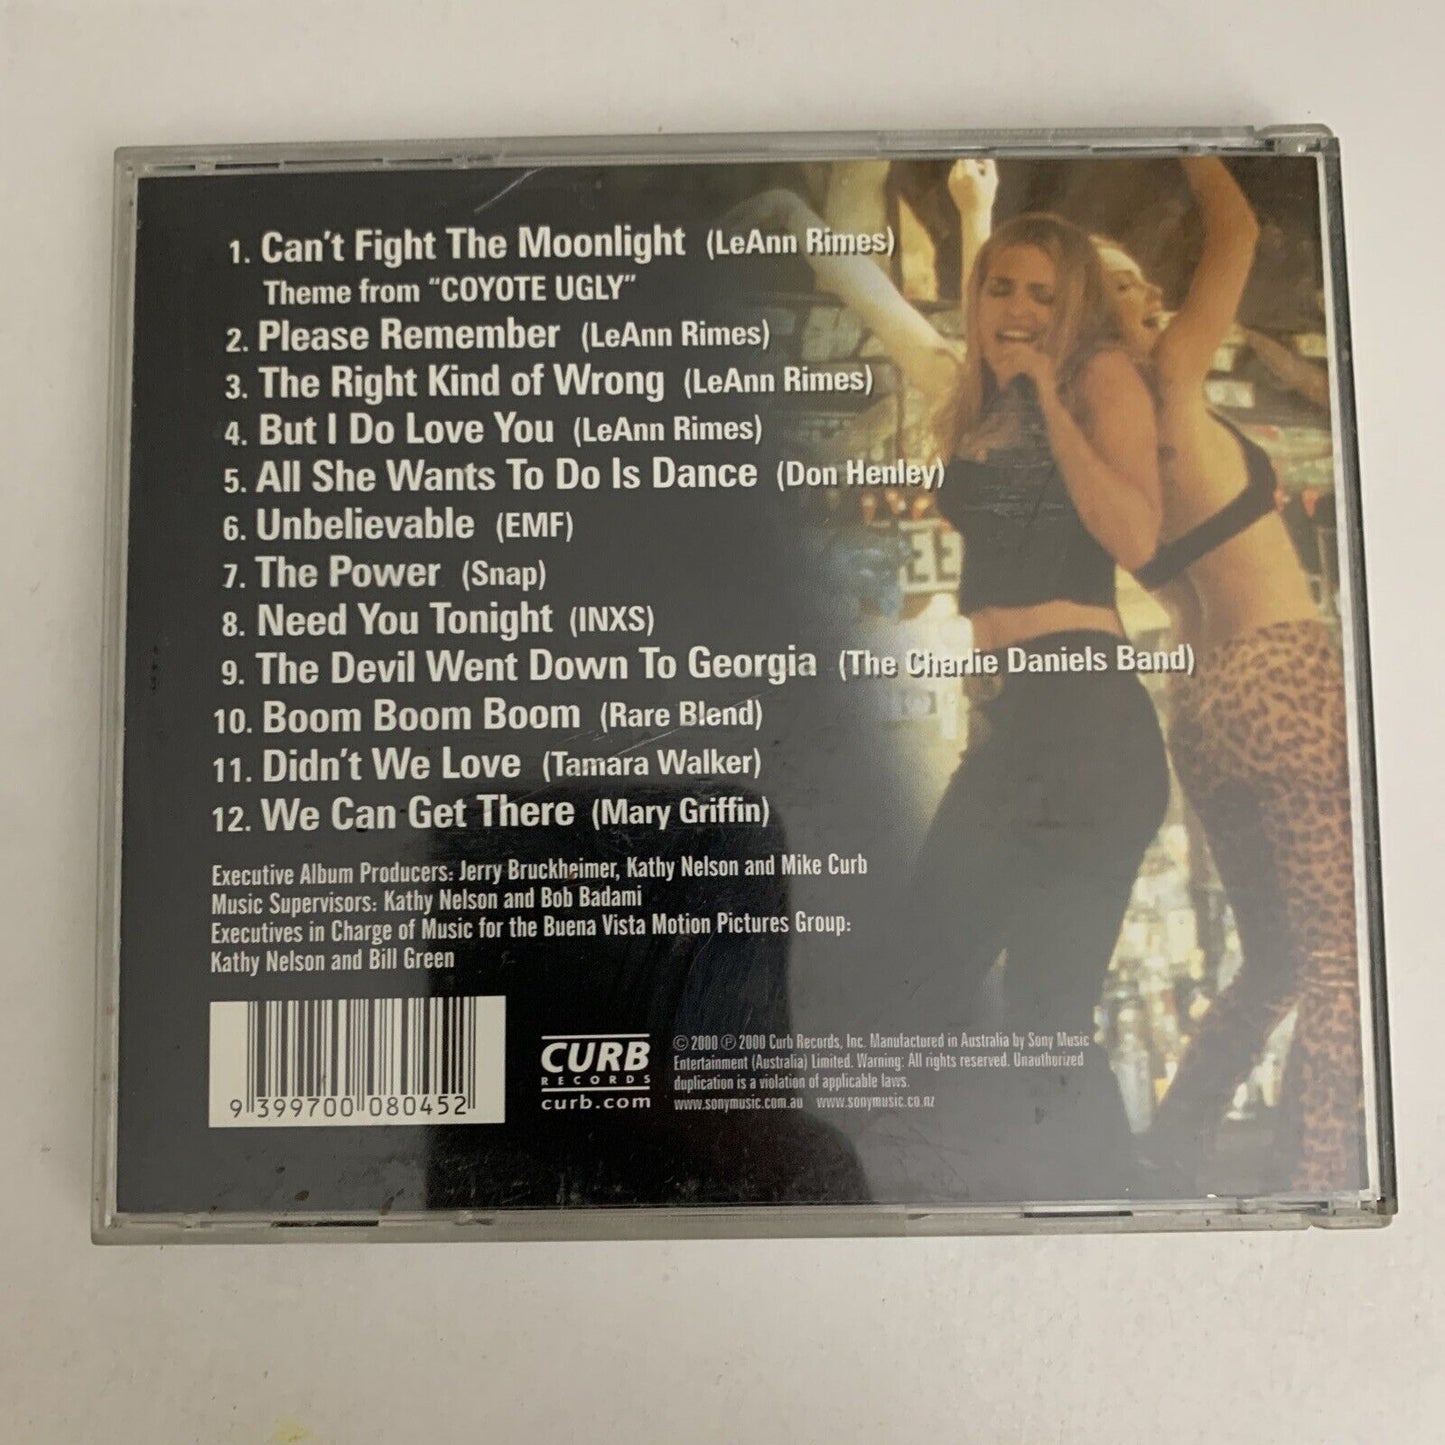 1. Can't Fight The Moonlight (LeAnn Rimes)
Theme from "COYOTE UGLY"
2. Please Remember (LeAnn Rimes)
3. The Right Kind of Wrong (LeAnn Rimes)
4. But I Do Love You (LeAnn Rimes)
5. All She Wants To Do Is Dance (Don Henley)
6. Unbelievable (EMF)
7. The Power (Snap)
8. Need You Tonight (INXS)
9. The Devil Went Down To Georgia (The Charlie Daniels Band)
10. Boom Boom Boom (Rare Blend)
11. Didn't We Love (Tamara Walker)
12. We Can Get There (Mary Griffin)
Executive Album Producers: Jerry Bruckheimer, Kathy Nelson and Mike Curb
Music Supervisors: Kathy Nelson and Bob Badami
Executives in Charge of Music for the Buena Vista Motion Pictures Group:
Kathy Nelson and Bill Green
9 399700 080452
CURB
RECORDS
curb.com
© 2000 ℗ 2000 Curb Records, Inc. Manufactured in Australia by Sony Music
Entertainment (Australia) Limited. Warning: All rights reserved. Unauthorized
duplication is a violation of applicable laws.
www.sonymusic.com.au www.sonymusic.co.nz